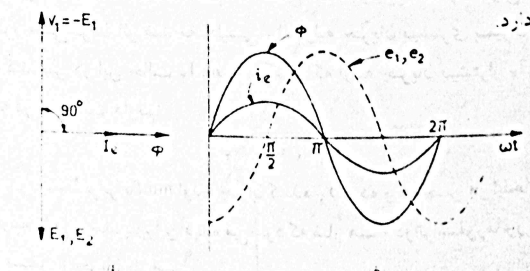 دارد.
V₁ = -E₁
90°
Iₑ φ
E₁, E₂
φ
iₑ
e₁, e₂
π/2 π 2π ωt